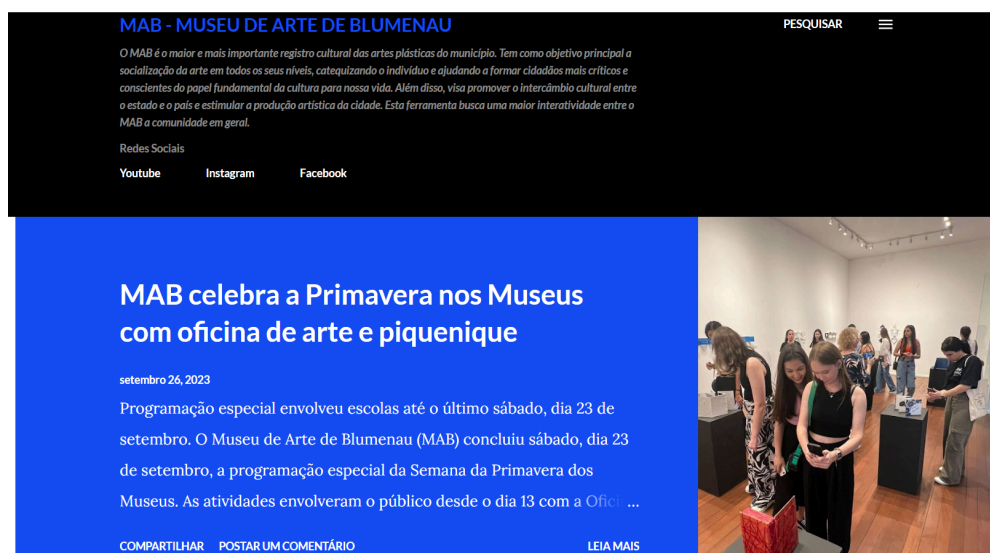 MAB - MUSEU DE ARTE DE BLUMENAU
PESQUISAR
O MAB é o maior e mais importante registro cultural das artes plásticas do município. Tem como objetivo principal a
socialização da arte em todos os seus níveis, catequizando o indivíduo e ajudando a formar cidadãos mais críticos e
conscientes do papel fundamental da cultura para nossa vida. Além disso, visa promover o intercâmbio cultural entre
o estado e o país e estimular a produção artística da cidade. Esta ferramenta busca uma maior interatividade entre o
MAB a comunidade em geral.
Redes Sociais
Youtube Instagram Facebook
MAB celebra a Primavera nos Museus
com oficina de arte e piquenique
setembro 26, 2023
Programação especial envolveu escolas até o último sábado, dia 23 de
setembro. O Museu de Arte de Blumenau (MAB) concluiu sábado, dia 23
de setembro, a programação especial da Semana da Primavera dos
Museus. As atividades envolveram o público desde o dia 13 com a Ofici ...
COMPARTILHAR POSTAR UM COMENTÁRIO LEIA MAIS